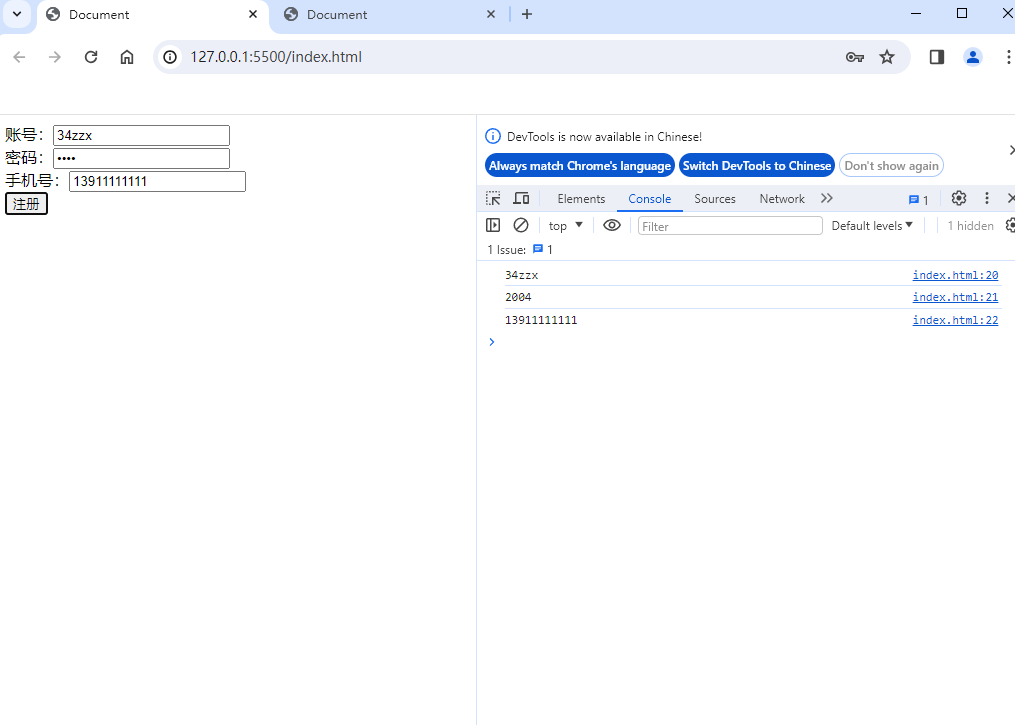 Document
Document
127.0.0.1:5500/index.html
账号：34zzx
密码：••••
手机号：13911111111
注册
DevTools is now available in Chinese!
Always match Chrome's language
Switch DevTools to Chinese
Don't show again
Elements Console Sources Network 1
top Filter Default levels 1 hidden
1 Issue: 1
34zzx index.html:20
2004 index.html:21
13911111111 index.html:22